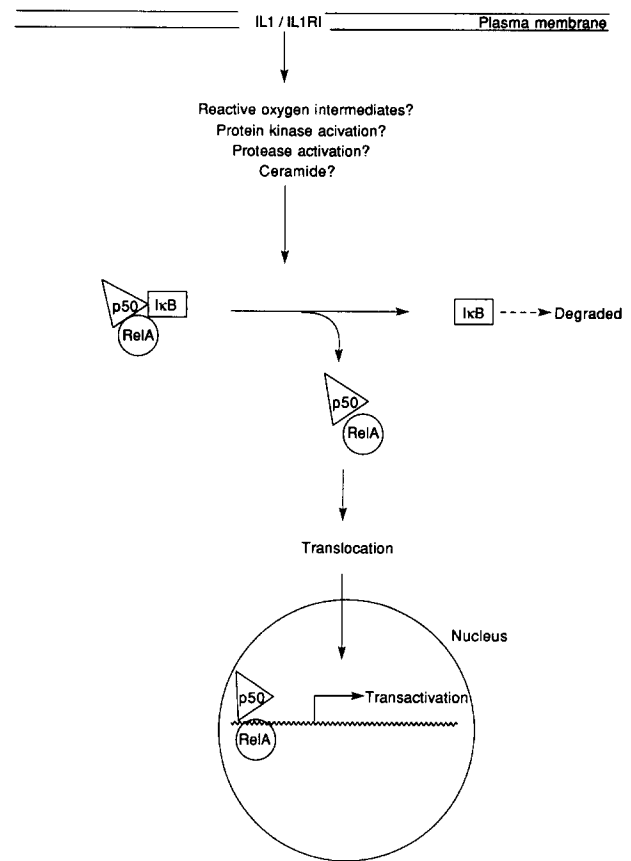 IL1 / IL1RI
Plasma membrane
Reactive oxygen intermediates?
Protein kinase acivation?
Protease activation?
Ceramide?
p50
IκB
RelA
IκB
Degraded
p50
RelA
Translocation
Nucleus
p50
Transactivation
RelA